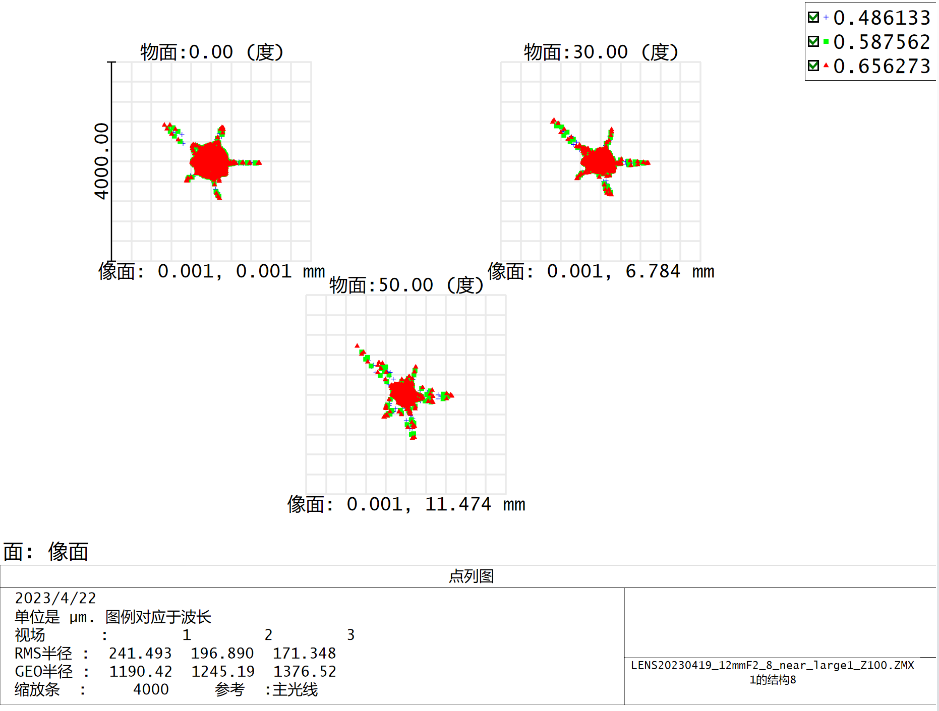 0.486133
0.587562
0.656273
物面:0.00 (度)
物面:30.00 (度)
4000.00
像面: 0.001, 0.001 mm
像面: 0.001, 6.784 mm
物面:50.00 (度)
像面: 0.001, 11.474 mm
面: 像面
点列图
2023/4/22
单位是 µm. 图例对应于波长
视场 : 1 2 3
RMS半径 : 241.493 196.890 171.348
GEO半径 : 1190.42 1245.19 1376.52
缩放条 : 4000 参考 :主光线
LENS20230419_12mmF2_8_near_large1_Z100.ZMX
1的结构8